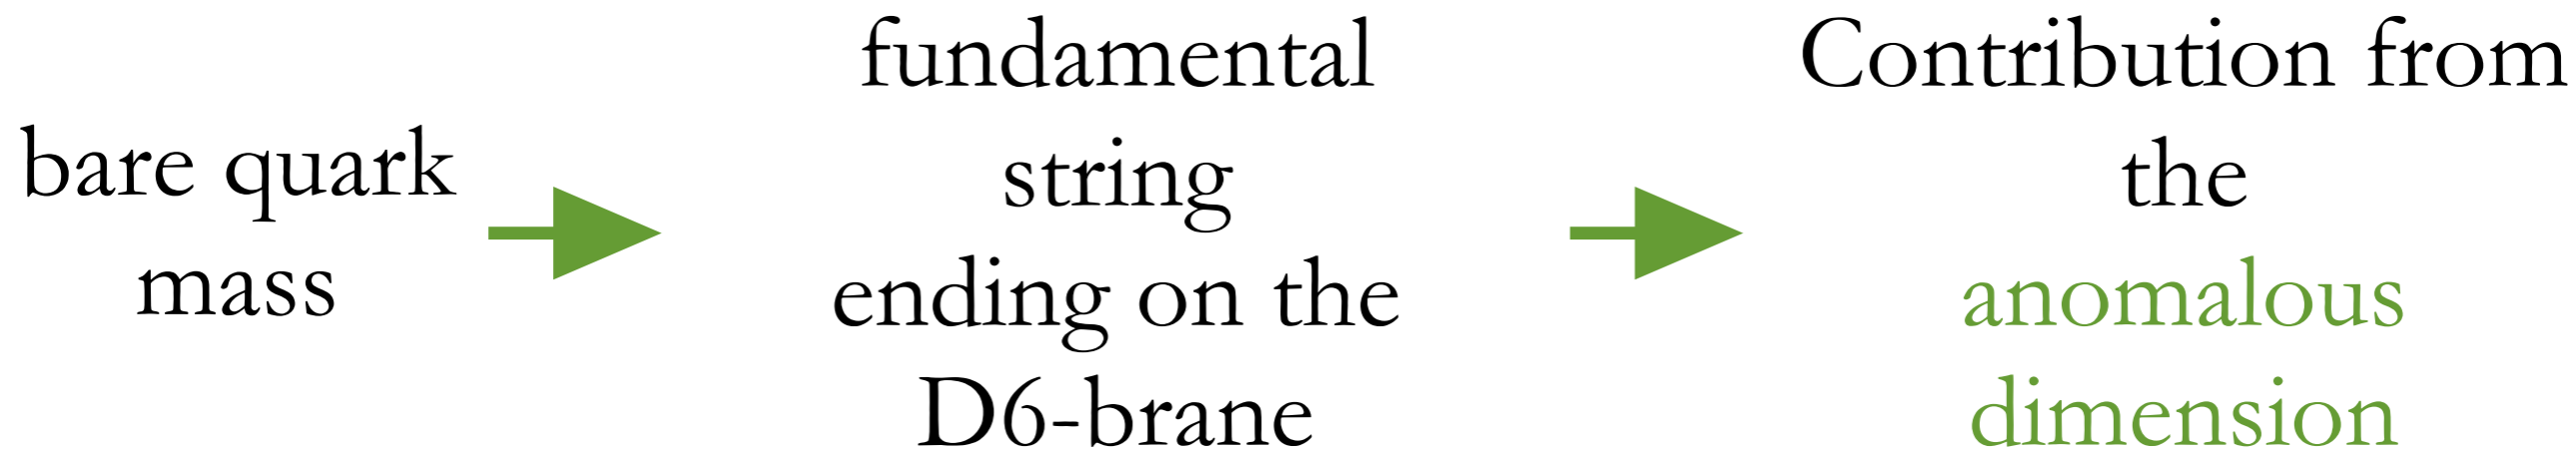 bare quark
mass
fundamental
string
ending on the
D6-brane
Contribution from
the
anomalous
dimension